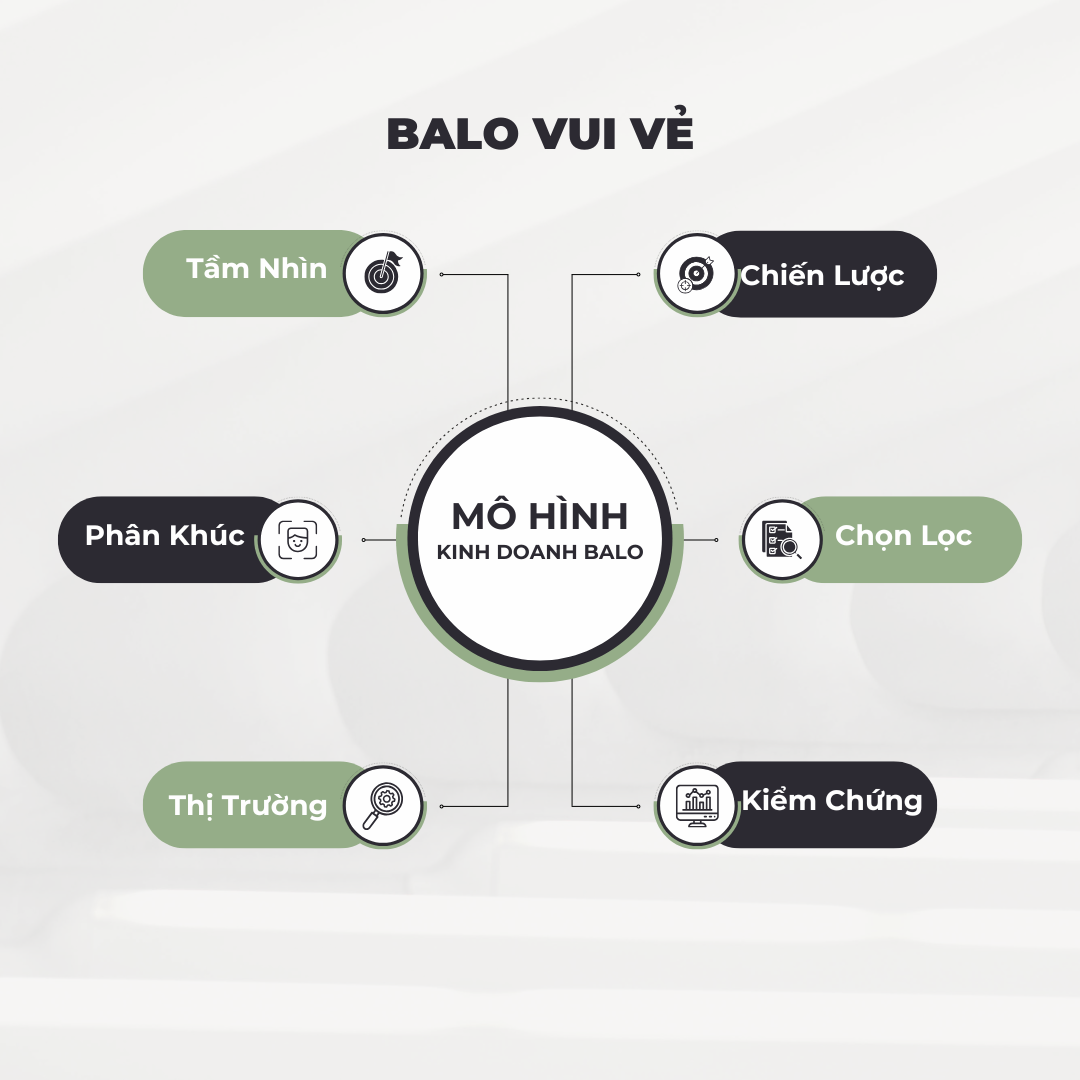 BALO VUI VẺ
Tầm Nhìn
Chiến Lược
Phân Khúc
MÔ HÌNH
KINH DOANH BALO
Chọn Lọc
Thị Trường
Kiểm Chứng